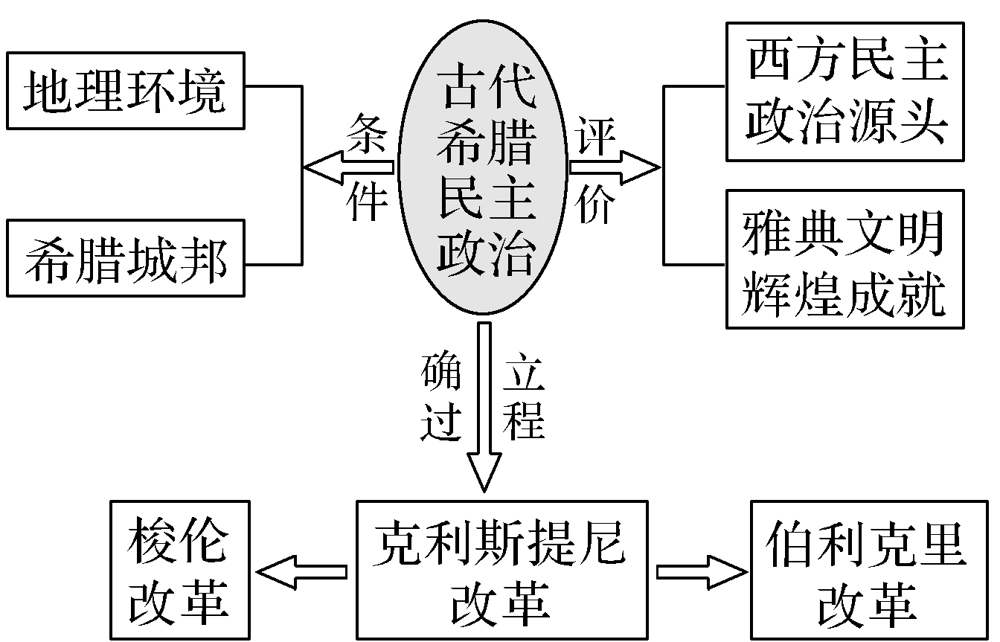 地理环境
希腊城邦
条
件
古代
希腊
民主
政治
评
价
西方民主
政治源头
雅典文明
辉煌成就
确 立
过 程
梭伦
改革
克利斯提尼
改革
伯利克里
改革